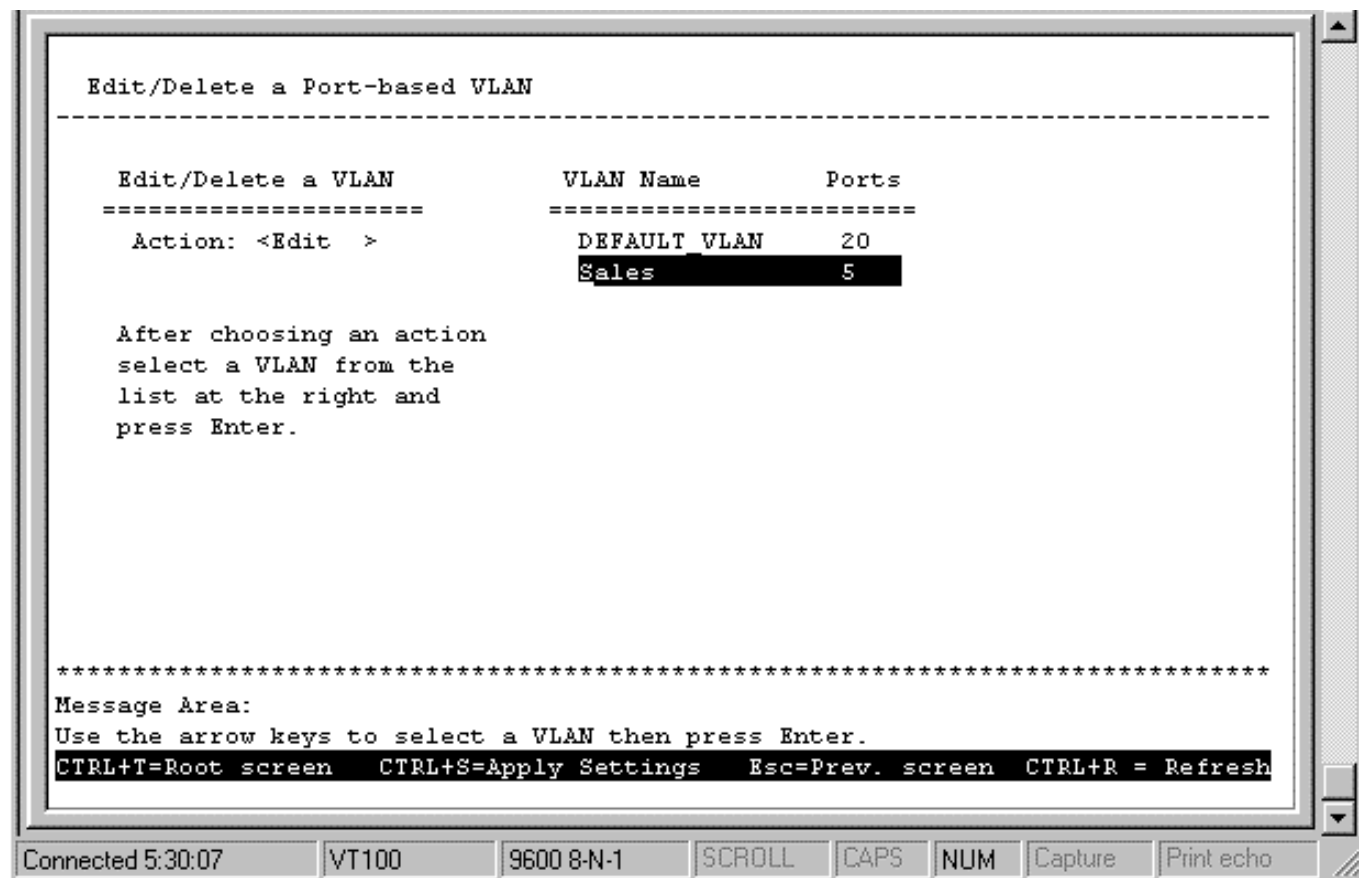 Edit/Delete a Port-based VLAN
--------------------------------------------------------------------------------
Edit/Delete a VLAN VLAN Name Ports
===================== ========================
Action: <Edit > DEFAULT_VLAN 20
Sales 5
After choosing an action
select a VLAN from the
list at the right and
press Enter.
********************************************************************************
Message Area:
Use the arrow keys to select a VLAN then press Enter.
CTRL+T=Root screen CTRL+S=Apply Settings Esc=Prev. screen CTRL+R = Refresh
Connected 5:30:07 VT100 9600 8-N-1 SCROLL CAPS NUM Capture Print echo